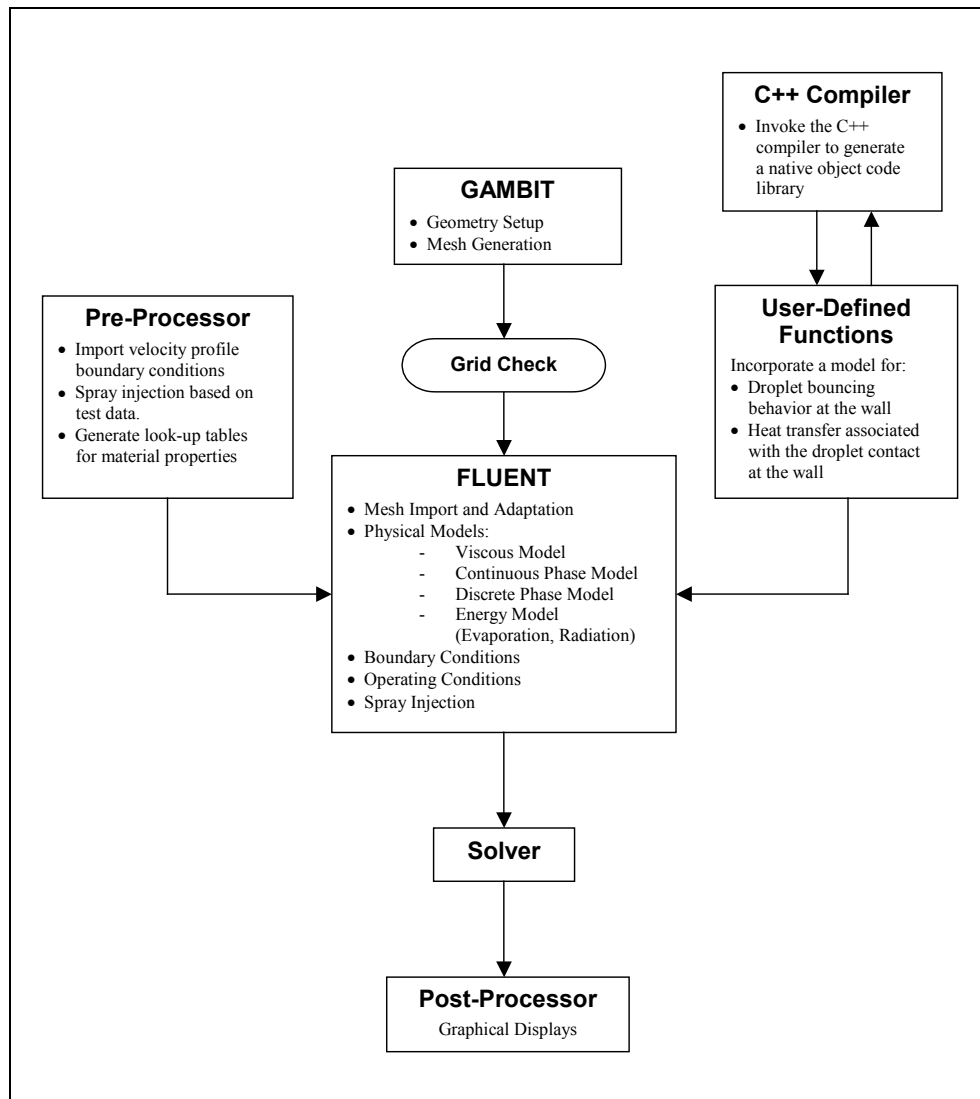 C++ Compiler
• Invoke the C++
compiler to generate
a native object code
library
GAMBIT
• Geometry Setup
• Mesh Generation
Pre-Processor
• Import velocity profile
boundary conditions
• Spray injection based on
test data.
• Generate look-up tables
for material properties
Grid Check
User-Defined
Functions
Incorporate a model for:
• Droplet bouncing
behavior at the wall
• Heat transfer associated
with the droplet contact
at the wall
FLUENT
• Mesh Import and Adaptation
• Physical Models:
- Viscous Model
- Continuous Phase Model
- Discrete Phase Model
- Energy Model
(Evaporation, Radiation)
• Boundary Conditions
• Operating Conditions
• Spray Injection
Solver
Post-Processor
Graphical Displays